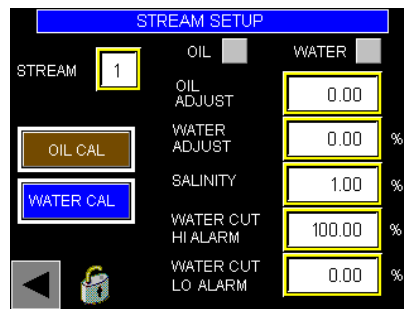 STREAM SETUP
OIL WATER
STREAM 1
OIL
ADJUST 0.00
WATER
ADJUST 0.00 %
OIL CAL
SALINITY 1.00 %
WATER CAL
WATER CUT
HI ALARM 100.00 %
WATER CUT
LO ALARM 0.00 %